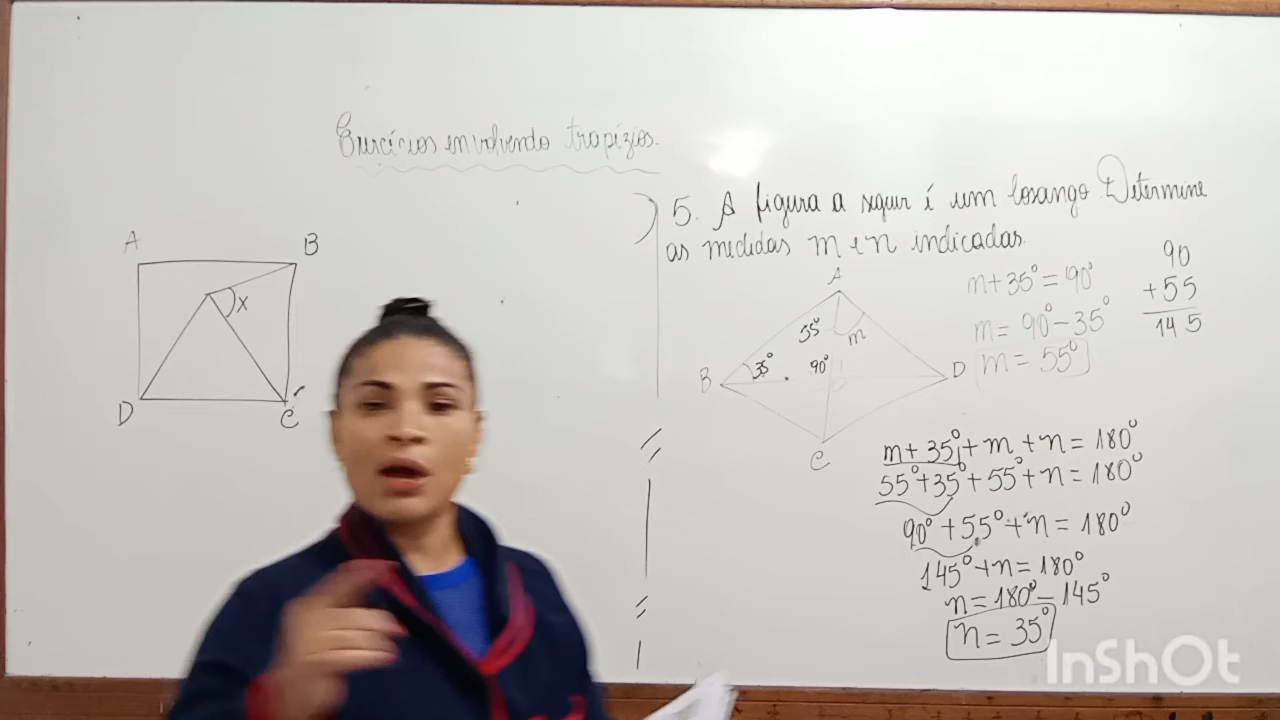 Exercícios envolvendo trapézios.
A
B
x
D
C
5. A figura a seguir é um losango. Determine
as medidas m e n indicadas.
A
35°
m
B
35°
90°
D
C
m+35°=90°
m=90°-35°
m=55°
90
+55
145
m+35°+m+n=180°
55°+35°+55°+n=180°
90°+55°+n=180°
145°+n=180°
n=180°-145°
n=35°
InShOt